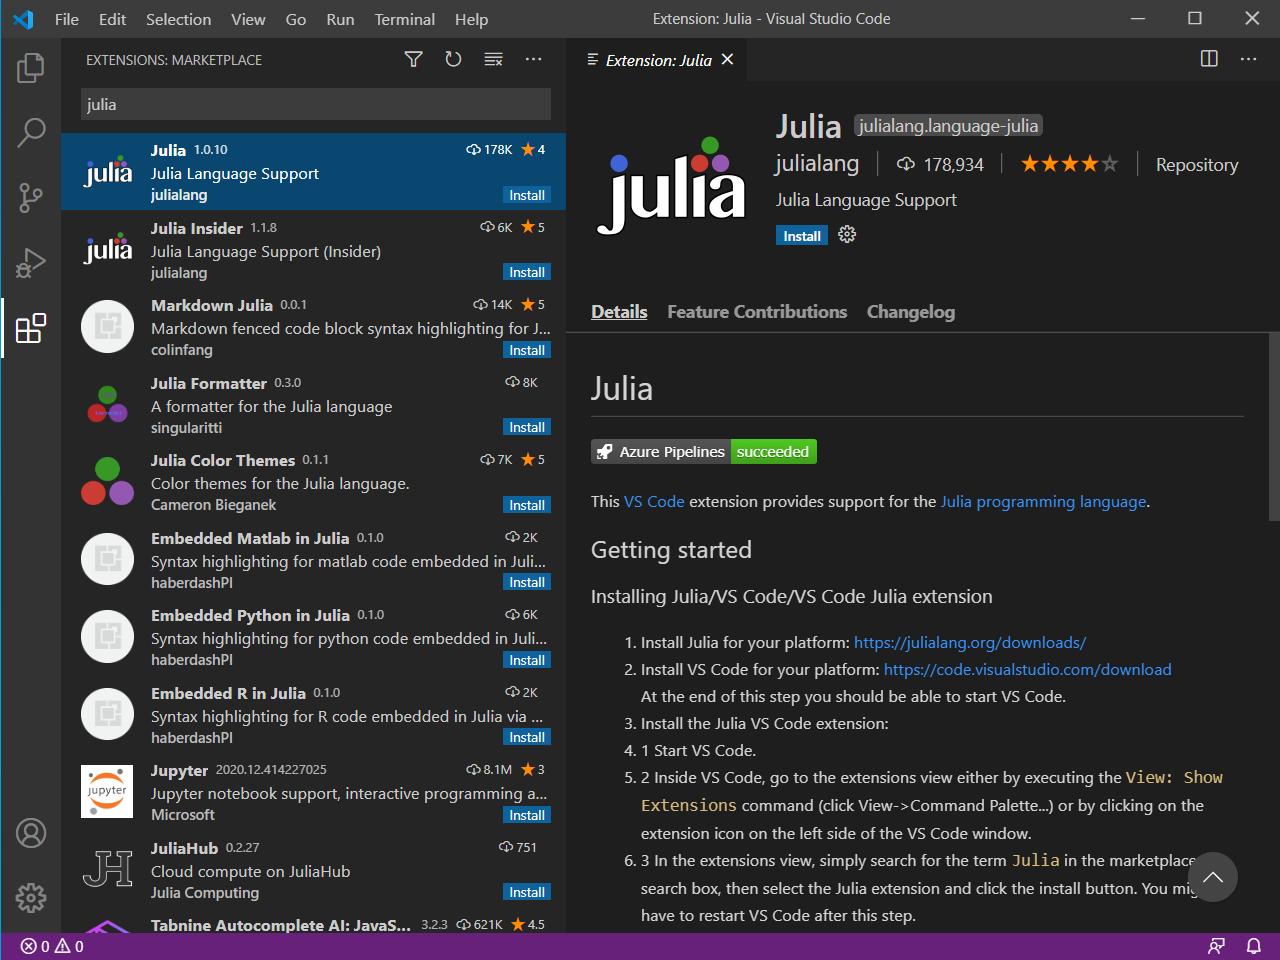 File Edit Selection View Go Run Terminal Help
Extension: Julia - Visual Studio Code
EXTENSIONS: MARKETPLACE
julia
julia
Julia 1.0.10 178K 4
Julia Language Support
julialang Install
julia
Julia Insider 1.1.8 6K 5
Julia Language Support (Insider)
julialang Install
Markdown Julia 0.0.1 14K 5
Markdown fenced code block syntax highlighting for J...
colinfang Install
Julia Formatter 0.3.0 8K
A formatter for the Julia language
singularitti Install
Julia Color Themes 0.1.1 7K 5
Color themes for the Julia language.
Cameron Bieganek Install
Embedded Matlab in Julia 0.1.0 2K
Syntax highlighting for matlab code embedded in Juli...
haberdashPI Install
Embedded Python in Julia 0.1.0 6K
Syntax highlighting for python code embedded in Juli...
haberdashPI Install
Embedded R in Julia 0.1.0 2K
Syntax highlighting for R code embedded in Julia via ...
haberdashPI Install
jupyter
Jupyter 2020.12.414227025 8.1M 3
Jupyter notebook support, interactive programming a...
Microsoft Install
JH
JuliaHub 0.2.27 751
Cloud compute on JuliaHub
Julia Computing Install
Tabnine Autocomplete AI: JavaS... 3.2.3 621K 4.5
Extension: Julia
julia
Julia julialang.language-julia
julialang 178,934 Repository
Julia Language Support
Install
Details Feature Contributions Changelog
Julia
Azure Pipelines succeeded
This VS Code extension provides support for the Julia programming language.
Getting started
Installing Julia/VS Code/VS Code Julia extension
1. Install Julia for your platform: https://julialang.org/downloads/
2. Install VS Code for your platform: https://code.visualstudio.com/download
At the end of this step you should be able to start VS Code.
3. Install the Julia VS Code extension:
4. 1 Start VS Code.
5. 2 Inside VS Code, go to the extensions view either by executing the View: Show
Extensions command (click View->Command Palette...) or by clicking on the
extension icon on the left side of the VS Code window.
6. 3 In the extensions view, simply search for the term Julia in the marketplace
search box, then select the Julia extension and click the install button. You
have to restart VS Code after this step.
0 0